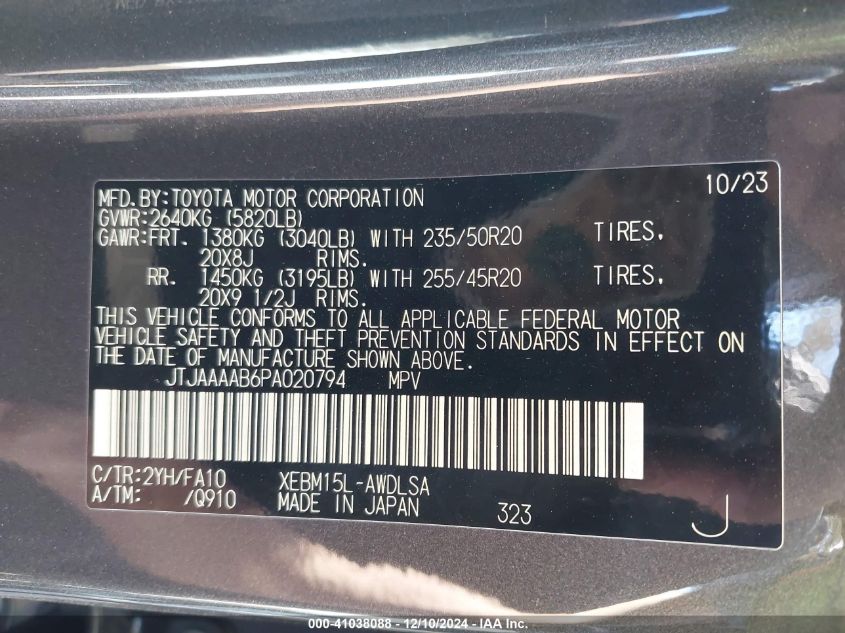 MFD.BY:TOYOTA MOTOR CORPORATION 10/23
GVWR:2640KG (5820LB)
GAWR:FRT. 1380KG (3040LB) WITH 235/50R20 TIRES.
20X8J RIMS.
RR. 1450KG (3195LB) WITH 255/45R20 TIRES.
20X9 1/2J RIMS.
THIS VEHICLE CONFORMS TO ALL APPLICABLE FEDERAL MOTOR
VEHICLE SAFETY AND THEFT PREVENTION STANDARDS IN EFFECT ON
THE DATE OF MANUFACTURE SHOWN ABOVE.
JTJAAAAB6PA020794 MPV
C/TR:2YH/FA10 XEBM15L-AWDLSA
A/TM: /Q910 MADE IN JAPAN 323 J
000-41038088 - 12/10/2024 - IAA Inc.